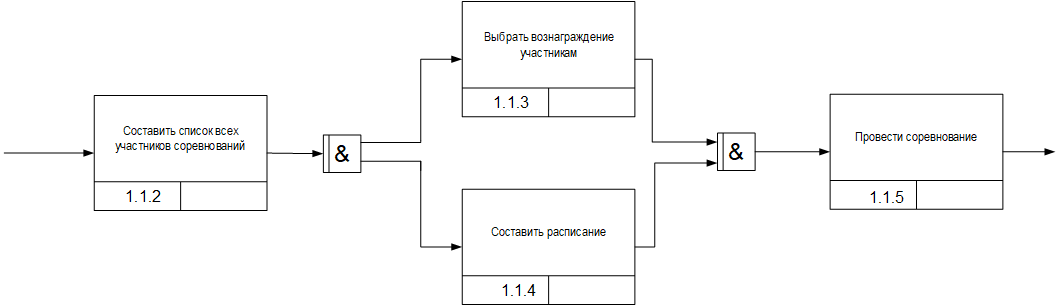 Составить список всех
участников соревнований
1.1.2
&
Выбрать вознаграждение
участникам
1.1.3
Составить расписание
1.1.4
&
Провести соревнование
1.1.5